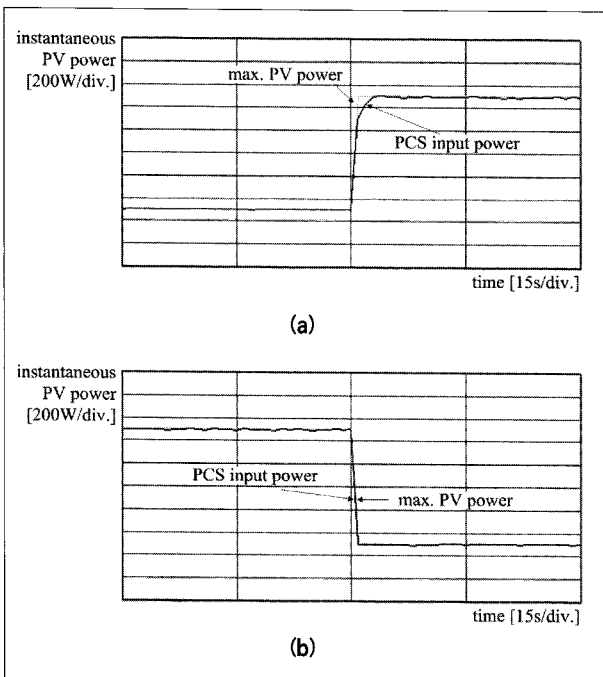 instantaneous
PV power
[200W/div.]
max. PV power
PCS input power
time [15s/div.]
(a)
instantaneous
PV power
[200W/div.]
PCS input power
max. PV power
time [15s/div.]
(b)